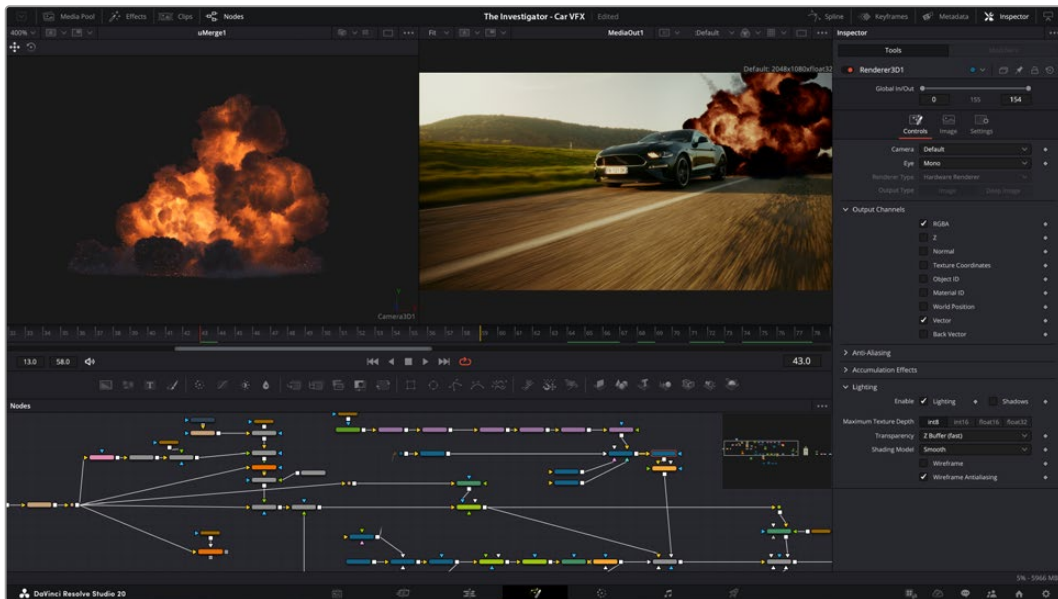 Media Pool Effects Clips Nodes The Investigator - Car VFX Edited Spline Keyframes Metadata Inspector
400% uMerge1 Fit MediaOut1 Default Inspector
Default: 2048x1080xfloat32
Tools
Renderer3D1
Global In/Out
0 155 154
Controls Image Settings
Camera Default
Eye Mono
Renderer Type Hardware Renderer
Output Type Image Deep Image
Output Channels
RGBA
Z
Normal
Texture Coordinates
Object ID
Material ID
World Position
Vector
Back Vector
Camera3D1
13.0 58.0 43.0
Anti-Aliasing
Accumulation Effects
Lighting
Enable Lighting Shadows
Nodes
Maximum Texture Depth int8 int16 float16 float32
Transparency Z Buffer (fast)
Shading Model Smooth
Wireframe
Wireframe Antialiasing
5% - 5966 MB
DaVinci Resolve Studio 20